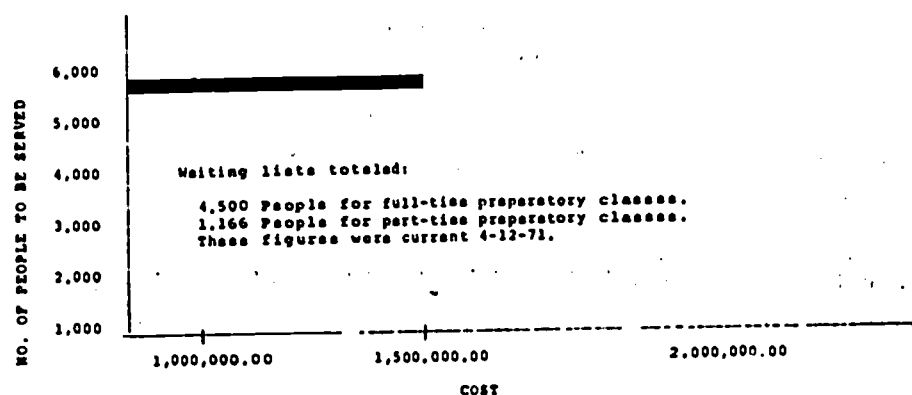 NO. OF PEOPLE TO BE SERVED
6,000
5,000
4,000
3,000
2,000
1,000
Waiting lists totaled:
4,500 People for full-time preparatory classes.
1,166 People for part-time preparatory classes.
These figures were current 4-12-71.
1,000,000.00 1,500,000.00 2,000,000.00
COST